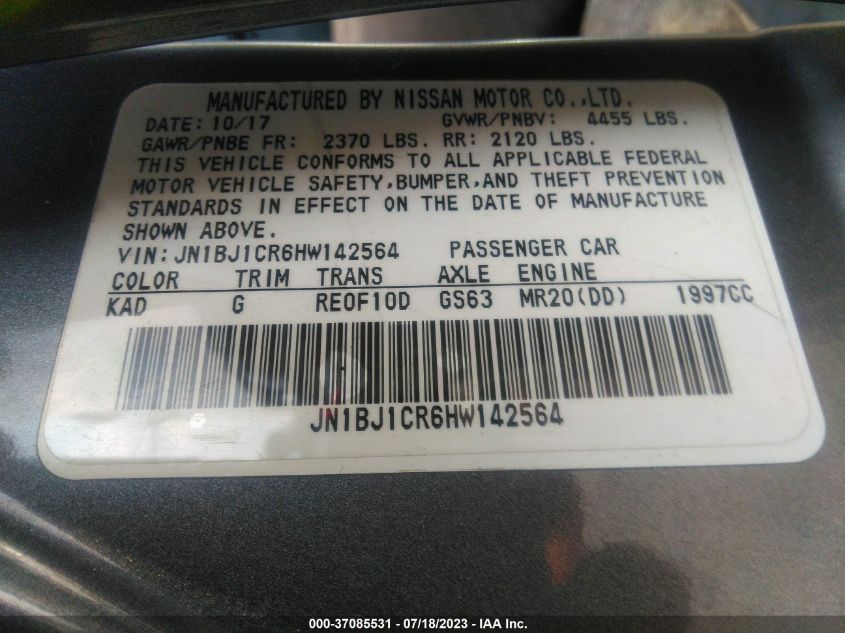 MANUFACTURED BY NISSAN MOTOR CO.,LTD.
DATE: 10/17 GVWR/PNBV: 4455 LBS.
GAWR/PNBE FR: 2370 LBS. RR: 2120 LBS.
THIS VEHICLE CONFORMS TO ALL APPLICABLE FEDERAL
MOTOR VEHICLE SAFETY,BUMPER,AND THEFT PREVENTION
STANDARDS IN EFFECT ON THE DATE OF MANUFACTURE
SHOWN ABOVE.
VIN:JN1BJ1CR6HW142564 PASSENGER CAR
COLOR TRIM TRANS AXLE ENGINE
KAD G RE0F10D GS63 MR20(DD) 1997CC
JN1BJ1CR6HW142564
000-37085531 - 07/18/2023 - IAA Inc.